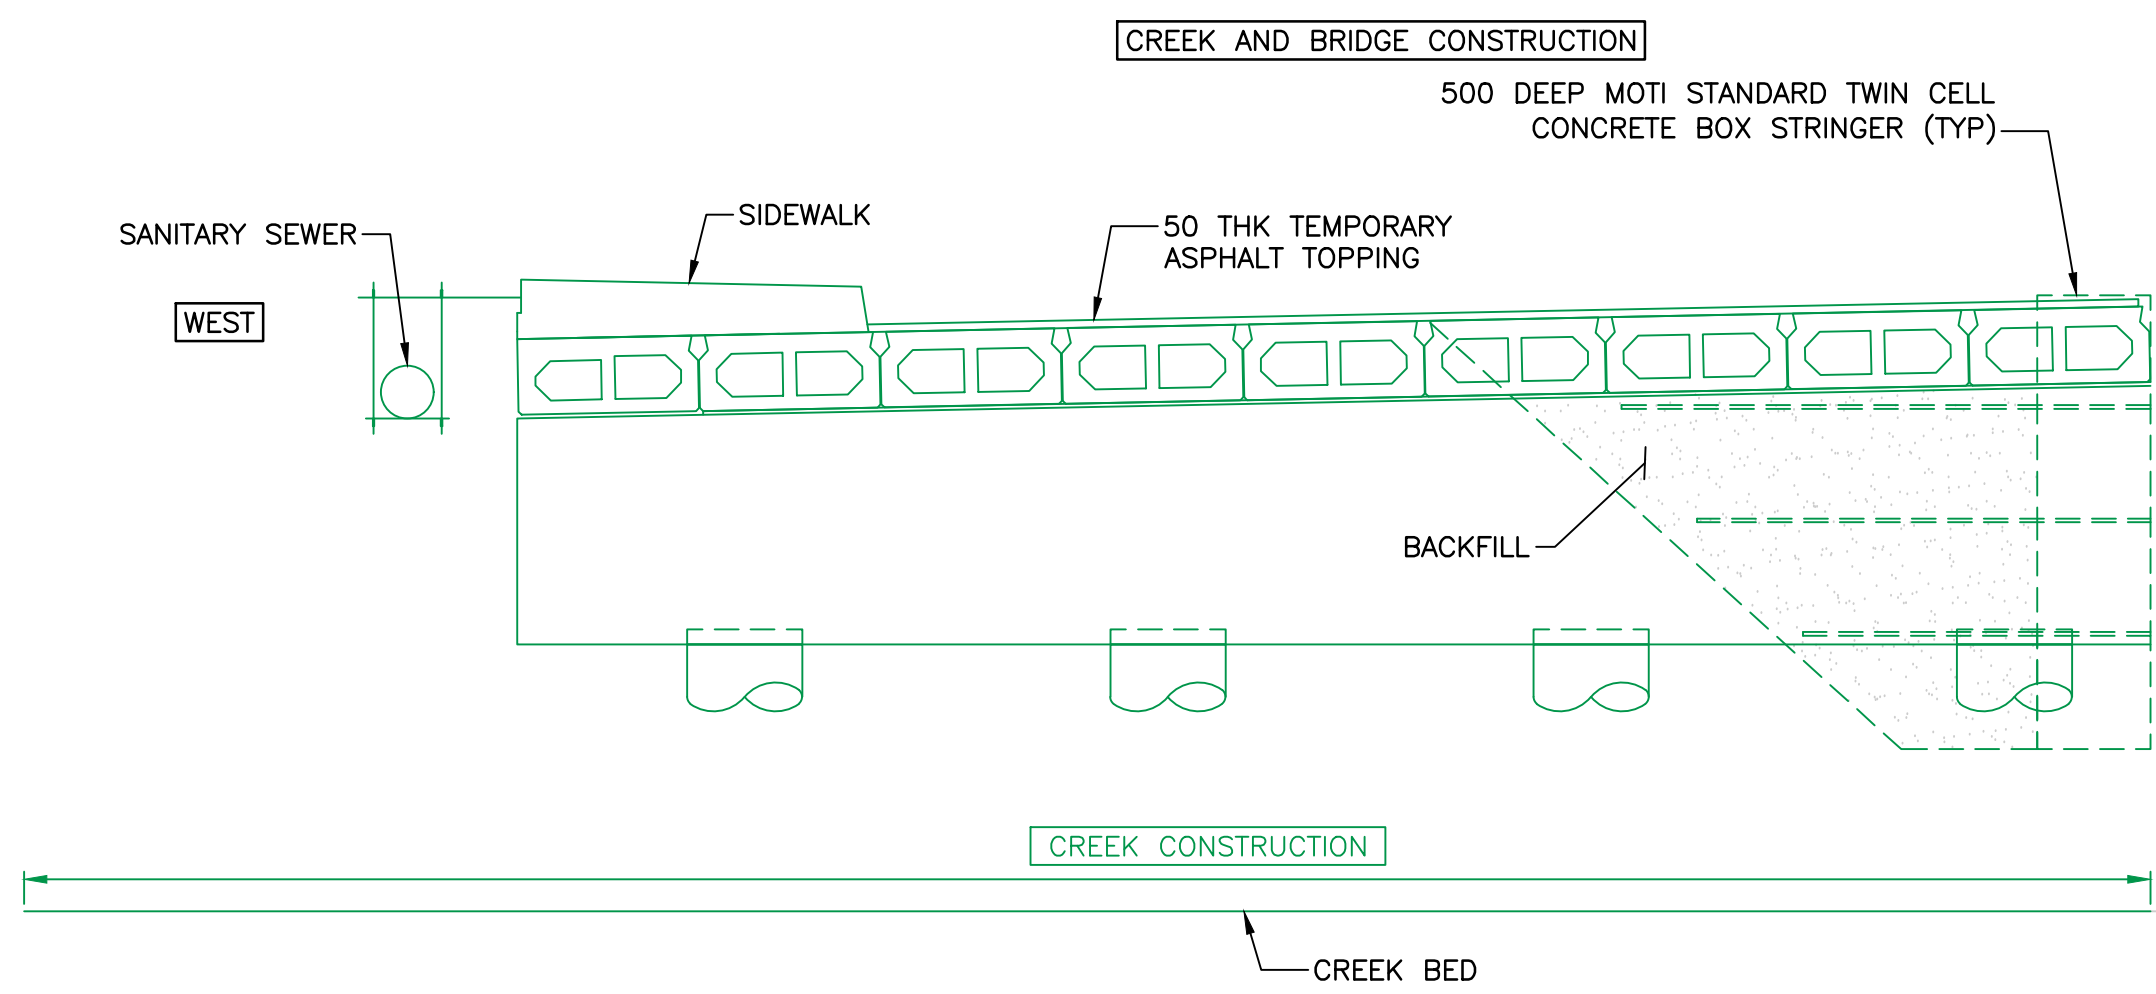 CREEK AND BRIDGE CONSTRUCTION
500 DEEP MOTI STANDARD TWIN CELL
CONCRETE BOX STRINGER (TYP)
SIDEWALK
SANITARY SEWER
50 THK TEMPORARY
ASPHALT TOPPING
WEST
BACKFILL
CREEK CONSTRUCTION
CREEK BED